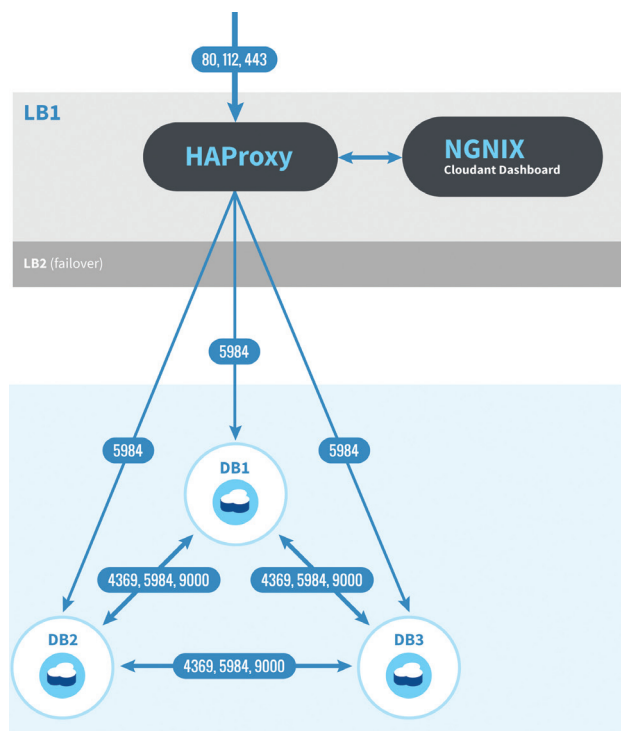 80, 112, 443
LB1
HAProxy
NGNIX
Cloudant Dashboard
LB2 (failover)
5984
5984
5984
DB1
4369, 5984, 9000
4369, 5984, 9000
DB2
DB3
4369, 5984, 9000